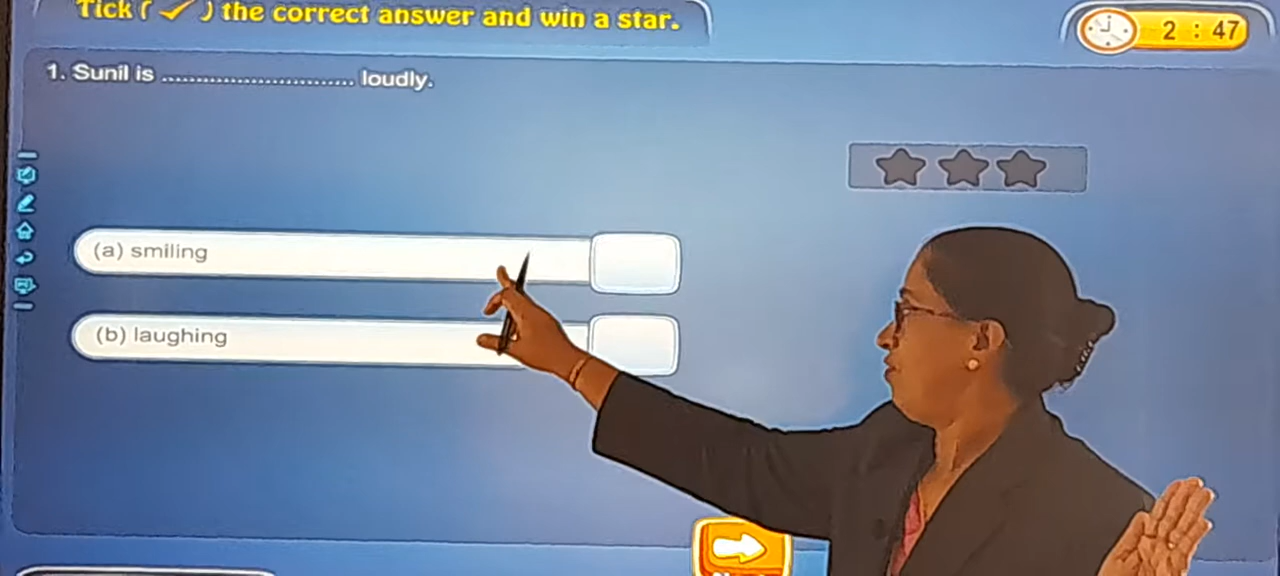 Tick ( ✓ ) the correct answer and win a star.
2 : 47
1. Sunil is ............................ loudly.
(a) smiling
(b) laughing